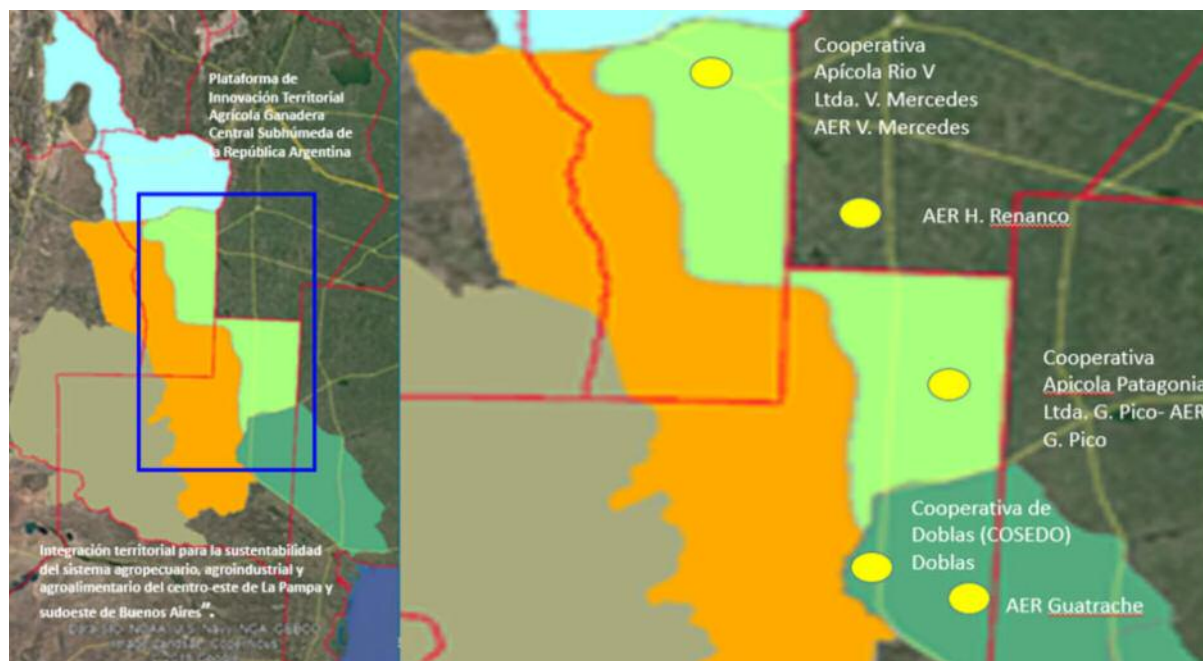 Plataforma de
Innovación Territorial
Agrícola Ganadera
Central Subhúmeda de
la República Argentina
Integración territorial para la sustentabilidad
del sistema agropecuario, agroindustrial y
agroalimentario del centro-este de La Pampa y
sudoeste de Buenos Aires”.
Cooperativa
Apícola Rio V
Ltda. V. Mercedes
AER V. Mercedes
AER H. Renanco
Cooperativa
Apicola Patagonia
Ltda. G. Pico- AER
G. Pico
Cooperativa de
Doblas (COSEDO)
Doblas
AER Guatrache